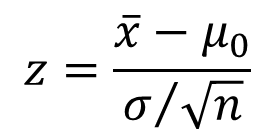 z = (x̄ − μ₀) / (σ/√n)